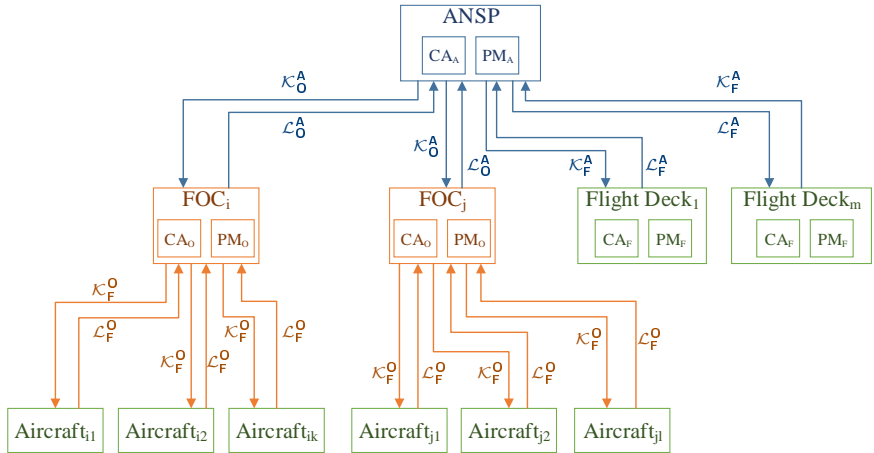 ANSP
CA_A PM_A
𝒦_O^A
ℒ_O^A
𝒦_O^A
ℒ_O^A
𝒦_F^A
ℒ_F^A
ℒ_F^A
𝒦_F^A
FOC_i
CA_O PM_O
FOC_j
CA_O PM_O
Flight Deck_1
CA_F PM_F
Flight Deck_m
CA_F PM_F
𝒦_F^O
ℒ_F^O
𝒦_F^O
ℒ_F^O
𝒦_F^O
ℒ_F^O
𝒦_F^O
ℒ_F^O
𝒦_F^O
ℒ_F^O
𝒦_F^O
ℒ_F^O
Aircraft_i1
Aircraft_i2
Aircraft_ik
Aircraft_j1
Aircraft_j2
Aircraft_jl